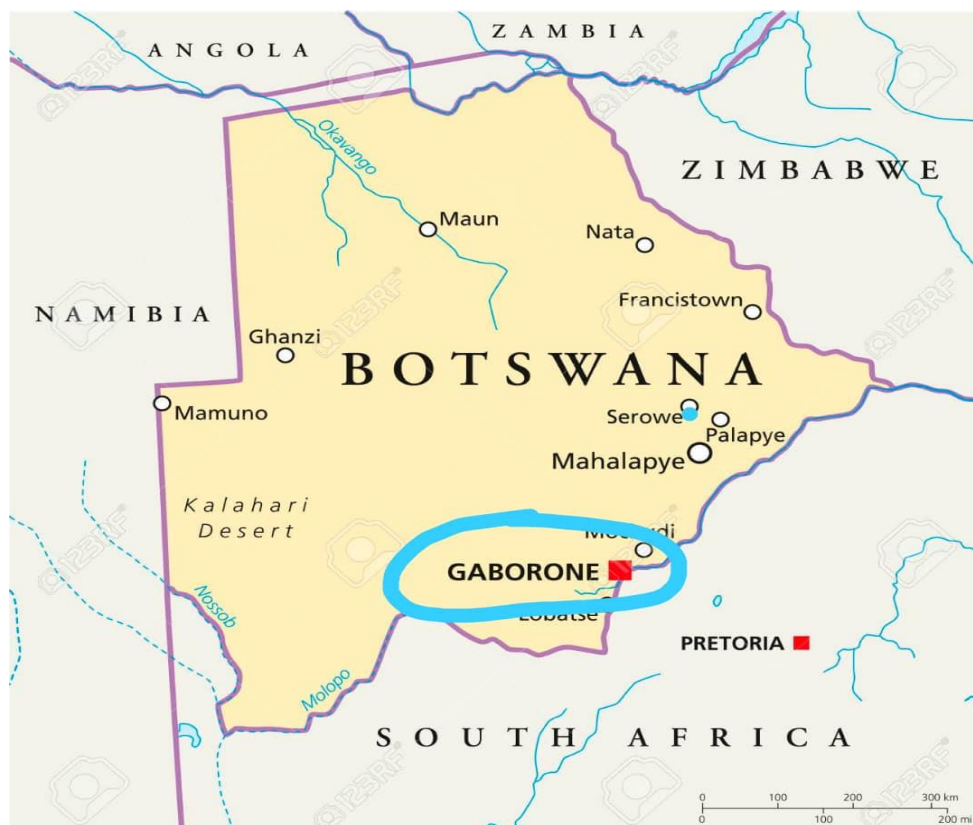 ANGOLA
ZAMBIA
Okavango
ZIMBABWE
Maun
Nata
NAMIBIA
Francistown
Ghanzi
BOTSWANA
Mamuno
Serowe
Palapye
Mahalapye
Kalahari
Desert
GABORONE
Nossob
Lobatse
PRETORIA
Molopo
SOUTH AFRICA
0 100 200 300 km
0 100 200 mi
123RF